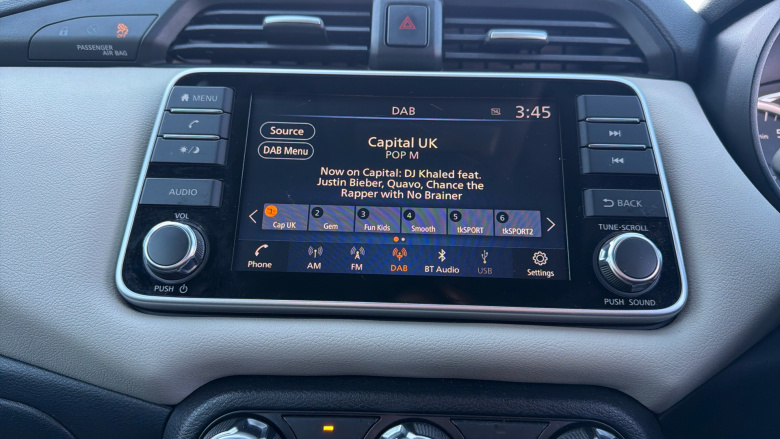 PASSENGER
AIR BAG
MENU
AUDIO
VOL
PUSH
DAB
3:45
Source
DAB Menu
Capital UK
POP M
Now on Capital: DJ Khaled feat.
Justin Bieber, Quavo, Chance the
Rapper with No Brainer
1 Cap UK
2 Gem
3 Fun Kids
4 Smooth
5 tkSPORT
6 tkSPORT2
Phone
AM
FM
DAB
BT Audio
USB
Settings
BACK
TUNE-SCROLL
PUSH SOUND